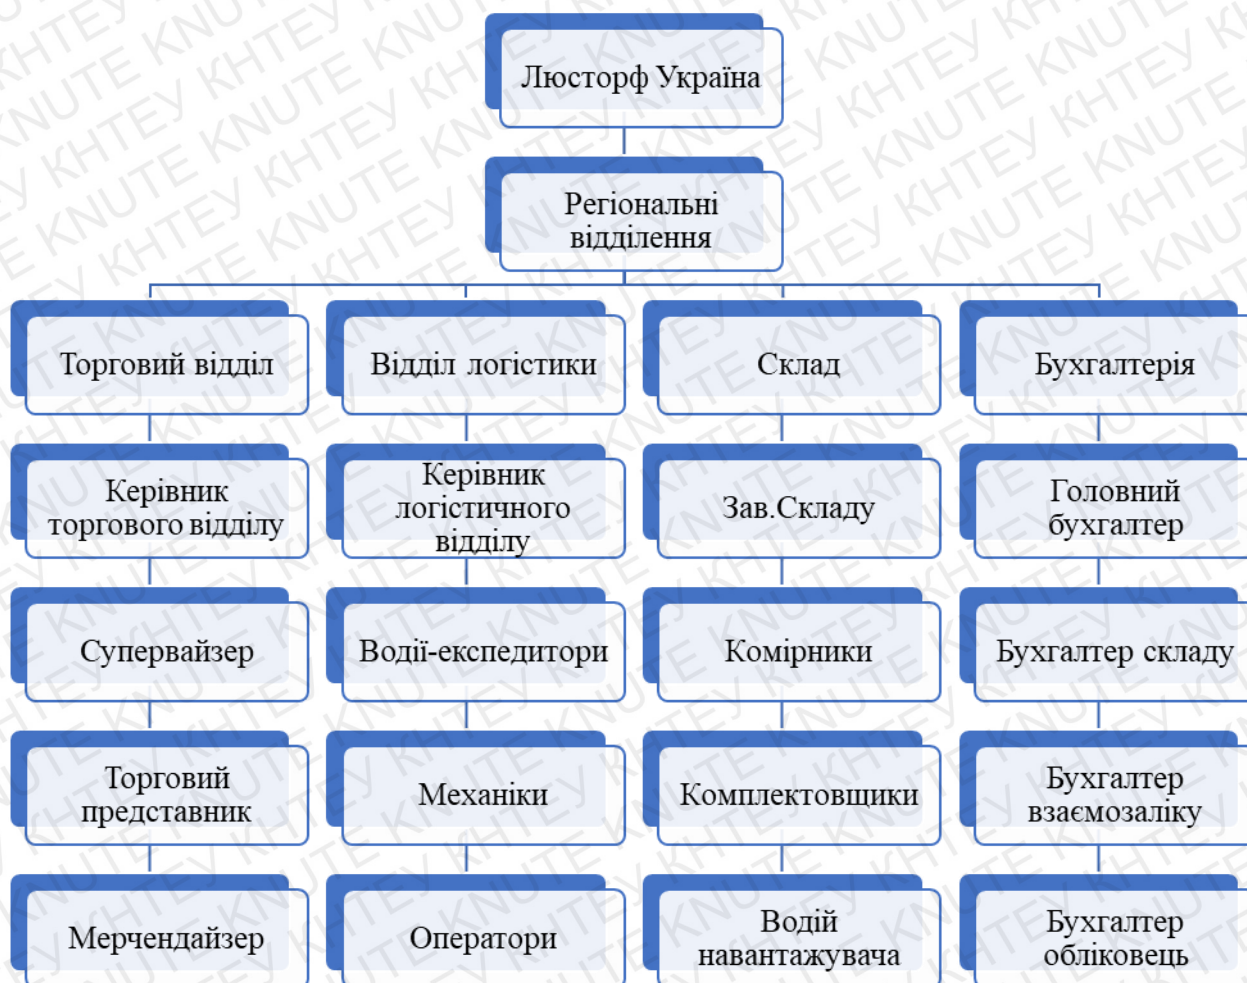 Люсторф Україна
Регіональні
відділення
Торговий відділ
Відділ логістики
Склад
Бухгалтерія
Керівник
торгового відділу
Керівник
логістичного
відділу
Зав.Складу
Головний
бухгалтер
Супервайзер
Водії-експедитори
Комірники
Бухгалтер складу
Торговий
представник
Механіки
Комплектовщики
Бухгалтер
взаємозаліку
Мерчендайзер
Оператори
Водій
навантажувача
Бухгалтер
обліковець
KNUTE КНТЕУ